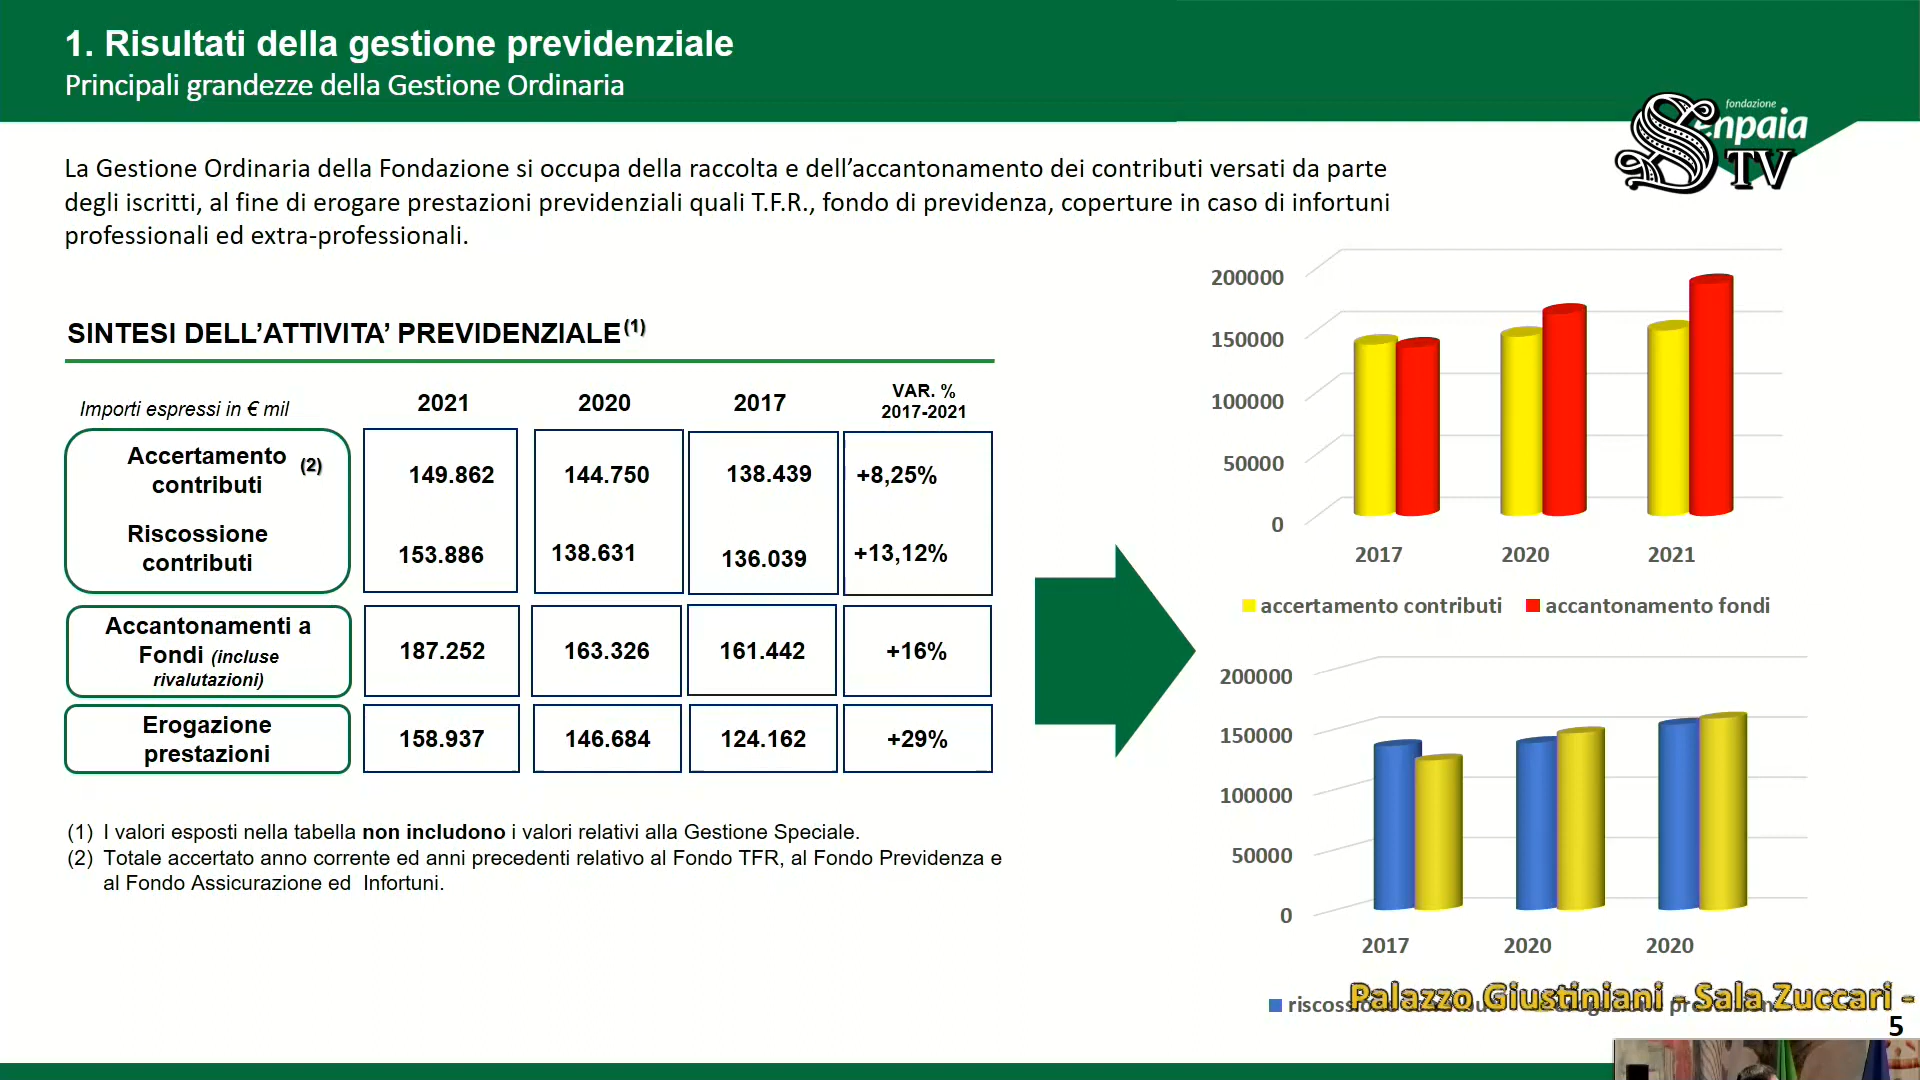 1. Risultati della gestione previdenziale
Principali grandezze della Gestione Ordinaria
fondazione
enpaia
S TV
La Gestione Ordinaria della Fondazione si occupa della raccolta e dell’accantonamento dei contributi versati da parte
degli iscritti, al fine di erogare prestazioni previdenziali quali T.F.R., fondo di previdenza, coperture in caso di infortuni
professionali ed extra-professionali.
SINTESI DELL’ATTIVITA’ PREVIDENZIALE(1)
Importi espressi in € mil
2021
2020
2017
VAR. %
2017-2021
Accertamento
contributi
(2)
149.862
144.750
138.439
+8,25%
Riscossione
contributi
153.886
138.631
136.039
+13,12%
Accantonamenti a
Fondi (incluse
rivalutazioni)
187.252
163.326
161.442
+16%
Erogazione
prestazioni
158.937
146.684
124.162
+29%
(1) I valori esposti nella tabella non includono i valori relativi alla Gestione Speciale.
(2) Totale accertato anno corrente ed anni precedenti relativo al Fondo TFR, al Fondo Previdenza e
al Fondo Assicurazione ed Infortuni.
200000
150000
100000
50000
0
2017
2020
2021
accertamento contributi
accantonamento fondi
200000
150000
100000
50000
0
2017
2020
2020
Palazzo Giustiniani - Sala Zuccari -
5